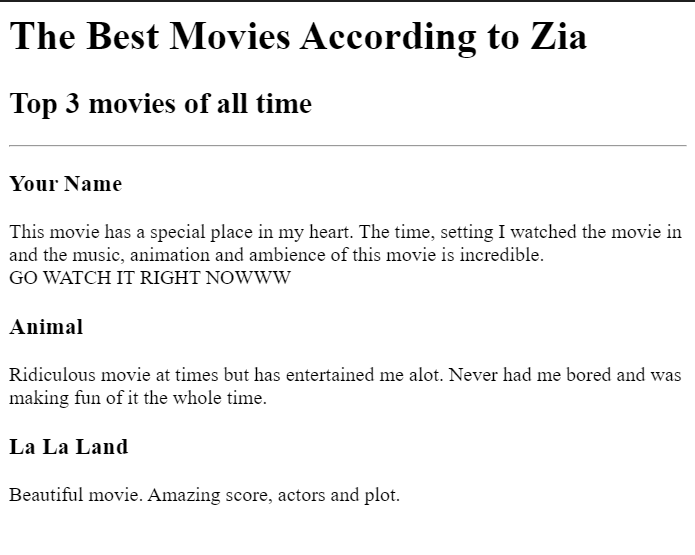 The Best Movies According to Zia
Top 3 movies of all time
Your Name
This movie has a special place in my heart. The time, setting I watched the movie in
and the music, animation and ambience of this movie is incredible.
GO WATCH IT RIGHT NOWWW
Animal
Ridiculous movie at times but has entertained me alot. Never had me bored and was
making fun of it the whole time.
La La Land
Beautiful movie. Amazing score, actors and plot.